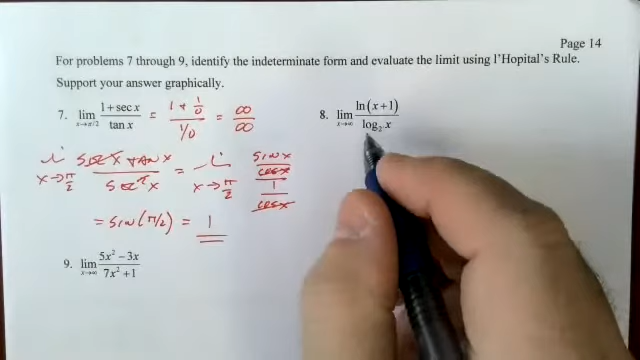 Page 14
For problems 7 through 9, identify the indeterminate form and evaluate the limit using l'Hopital's Rule.
Support your answer graphically.
7. lim x→π/2 (1 + sec x)/(tan x) = (1 + 1/0)/(1/0) = ∞/∞
x→π/2 sec x tan x / sec² x = x→π/2 (sin x / cos x)/(1 / cos x)
= sin(π/2) = 1
8. lim x→∞ ln(x+1)/log₂ x
9. lim x→∞ (5x² − 3x)/(7x² + 1)